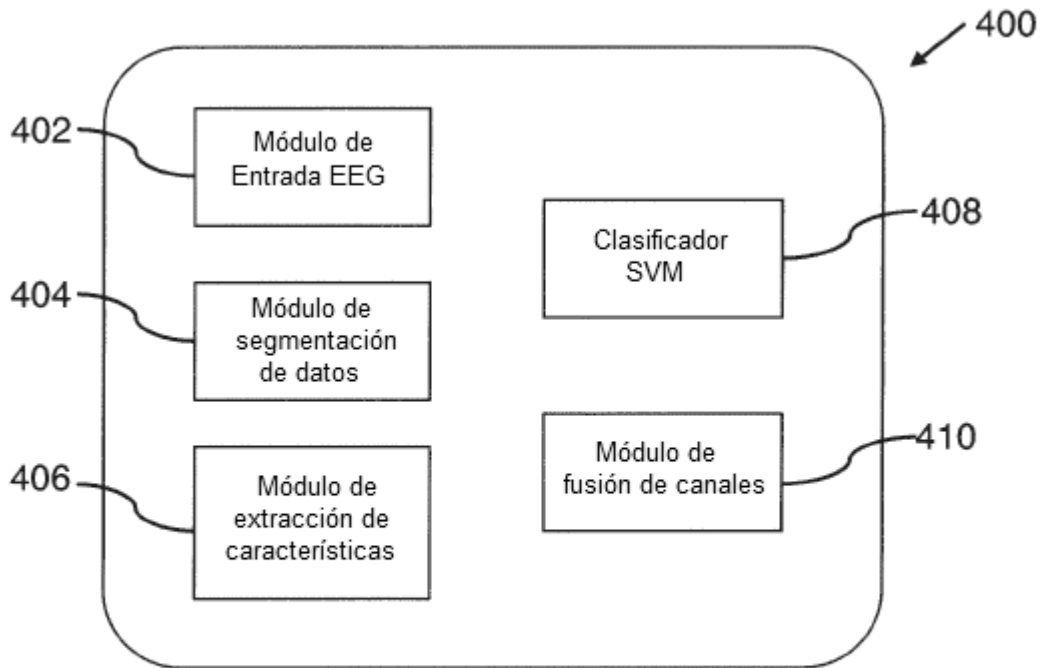 400
402
Módulo de
Entrada EEG
408
Clasificador
SVM
404
Módulo de
segmentación
de datos
410
Módulo de
fusión de canales
406
Módulo de
extracción de
características